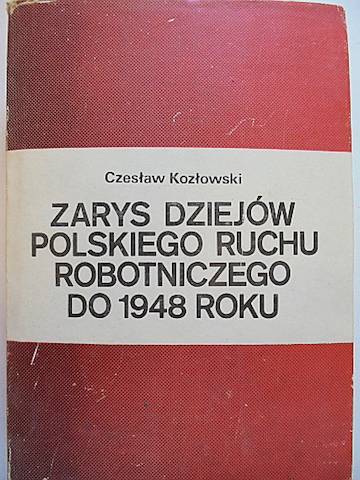 Czesław Kozłowski
ZARYS DZIEJÓW
POLSKIEGO RUCHU
ROBOTNICZEGO
DO 1948 ROKU